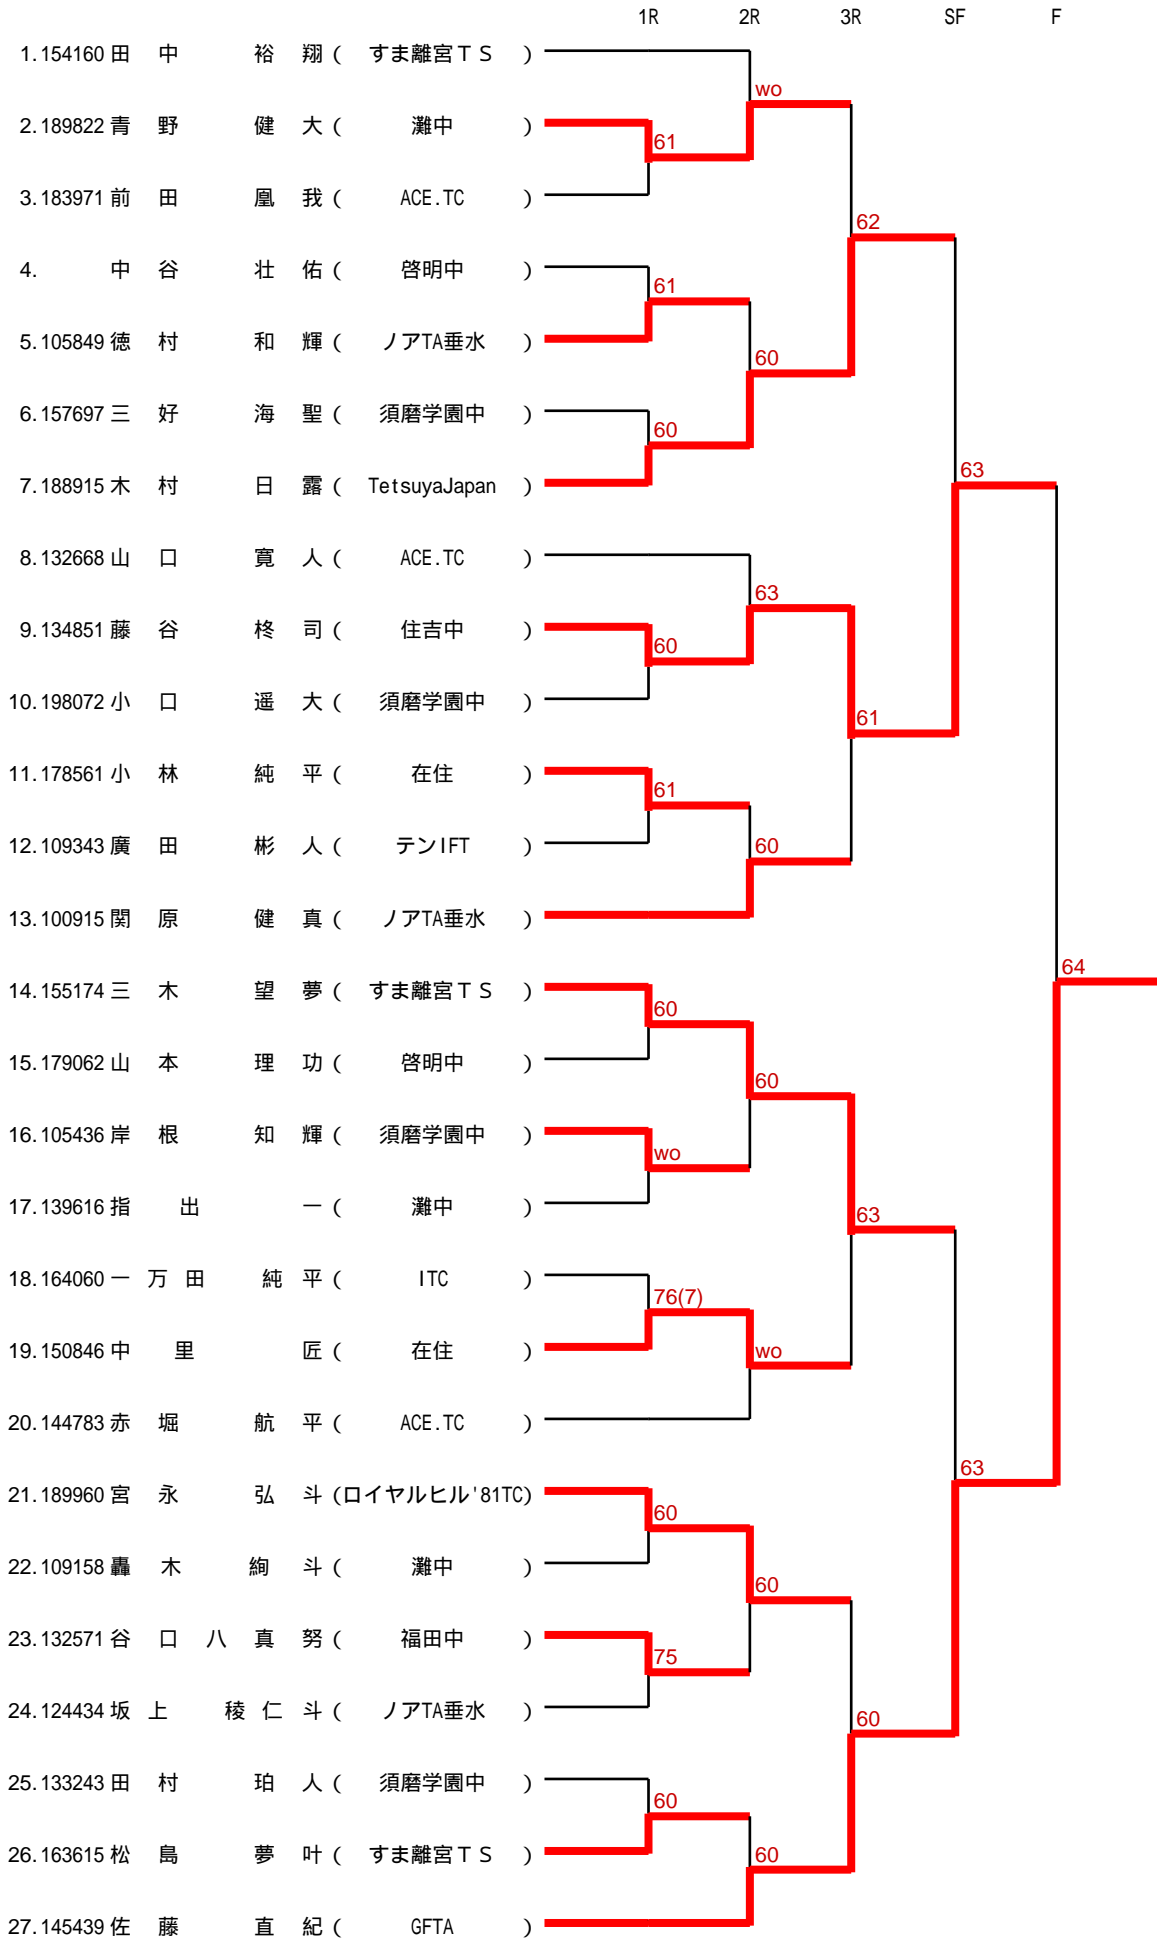 1R 2R 3R SF F
1.154160 田中 裕翔 ( すま離宮TS )
wo
2.189822 青野 健大 ( 灘中 )
61
3.183971 前田 凰我 ( ACE.TC )
62
4. 中谷 壮佑 ( 啓明中 )
61
5.105849 徳村 和輝 ( ノアTA垂水 )
60
6.157697 三好 海聖 ( 須磨学園中 )
60
7.188915 木村 日露 ( TetsuyaJapan )
63
8.132668 山口 寛人 ( ACE.TC )
63
9.134851 藤谷 柊司 ( 住吉中 )
60
10.198072 小口 遥大 ( 須磨学園中 )
61
11.178561 小林 純平 ( 在住 )
61
12.109343 廣田 彬人 ( テンIFT )
60
13.100915 関原 健真 ( ノアTA垂水 )
64
14.155174 三木 望夢 ( すま離宮TS )
60
15.179062 山本 理功 ( 啓明中 )
60
16.105436 岸根 知輝 ( 須磨学園中 )
wo
17.139616 指出 一 ( 灘中 )
63
18.164060 一万田 純平 ( ITC )
76(7)
19.150846 中里 匠 ( 在住 )
wo
20.144783 赤堀 航平 ( ACE.TC )
63
21.189960 宮永 弘斗 (ロイヤルヒル'81TC)
60
22.109158 轟木 絢斗 ( 灘中 )
60
23.132571 谷口 八真努 ( 福田中 )
75
24.124434 坂上 稜仁斗 ( ノアTA垂水 )
60
25.133243 田村 珀人 ( 須磨学園中 )
60
26.163615 松島 夢叶 ( すま離宮TS )
60
27.145439 佐藤 直紀 ( GFTA )